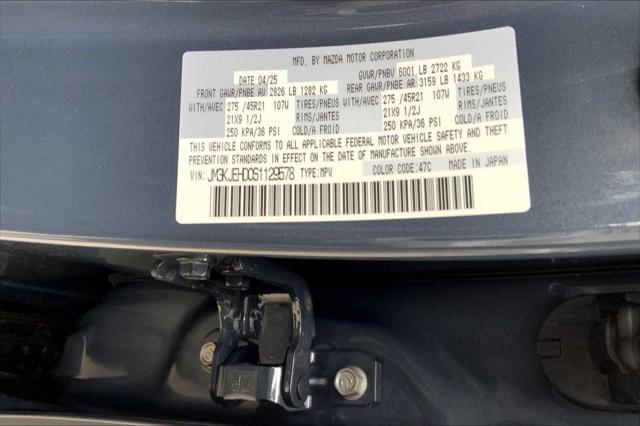 MFD. BY MAZDA MOTOR CORPORATION
DATE 04/25 GVWR/PNBV 6001 LB 2722 KG
FRONT GAWR/PNBE AV 2826 LB 1282 KG REAR GAWR/PNBE AR 3159 LB 1433 KG
WITH/AVEC 275 /45R21 107W TIRES/PNEUS WITH/AVEC 275 /45R21 107W TIRES/PNEUS
21X9 1/2J RIMS/JANTES 21X9 1/2J RIMS/JANTES
250 KPA/36 PSI COLD/A FROID 250 KPA/36 PSI COLD/A FROID
THIS VEHICLE CONFORMS TO ALL APPLICABLE FEDERAL MOTOR VEHICLE SAFETY AND THEFT
PREVENTION STANDARDS IN EFFECT ON THE DATE OF MANUFACTURE SHOWN ABOVE.
VIN: JM3KJEHD0S1129578 TYPE:MPV COLOR CODE: 47C MADE IN JAPAN